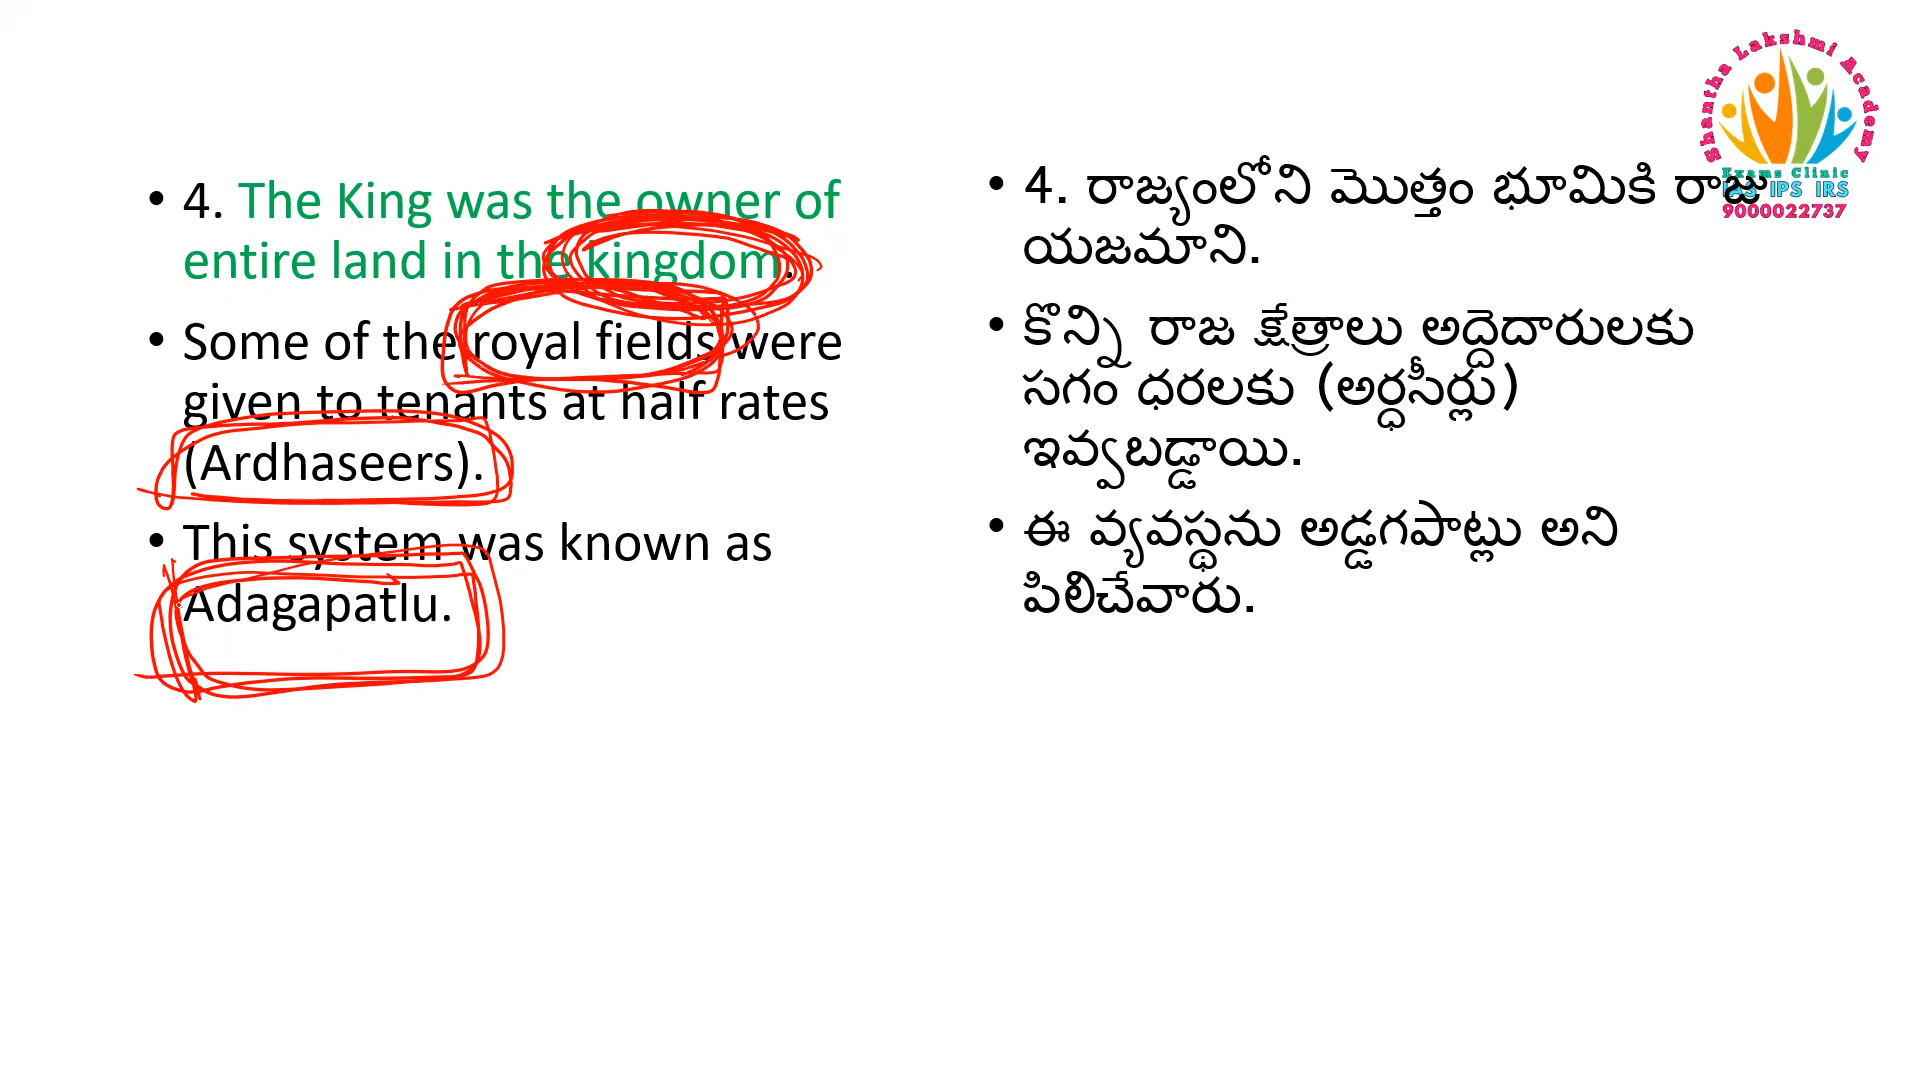 • 4. The King was the owner of
entire land in the kingdom.
• Some of the royal fields were
given to tenants at half rates
(Ardhaseers).
• This system was known as
Adagapatlu.
• 4. రాజ్యంలోని మొత్తం భూమికి రాజు
యజమాని.
• కొన్ని రాజ క్షేత్రాలు అద్దెదారులకు
సగం ధరలకు (అర్ధసీర్లు)
ఇవ్వబడ్డాయి.
• ఈ వ్యవస్థను అడ్డగపాట్లు అని
పిలిచేవారు.
Shantha Lakshmi Academy
Exams Clinic
IAS IPS IRS
9000022737